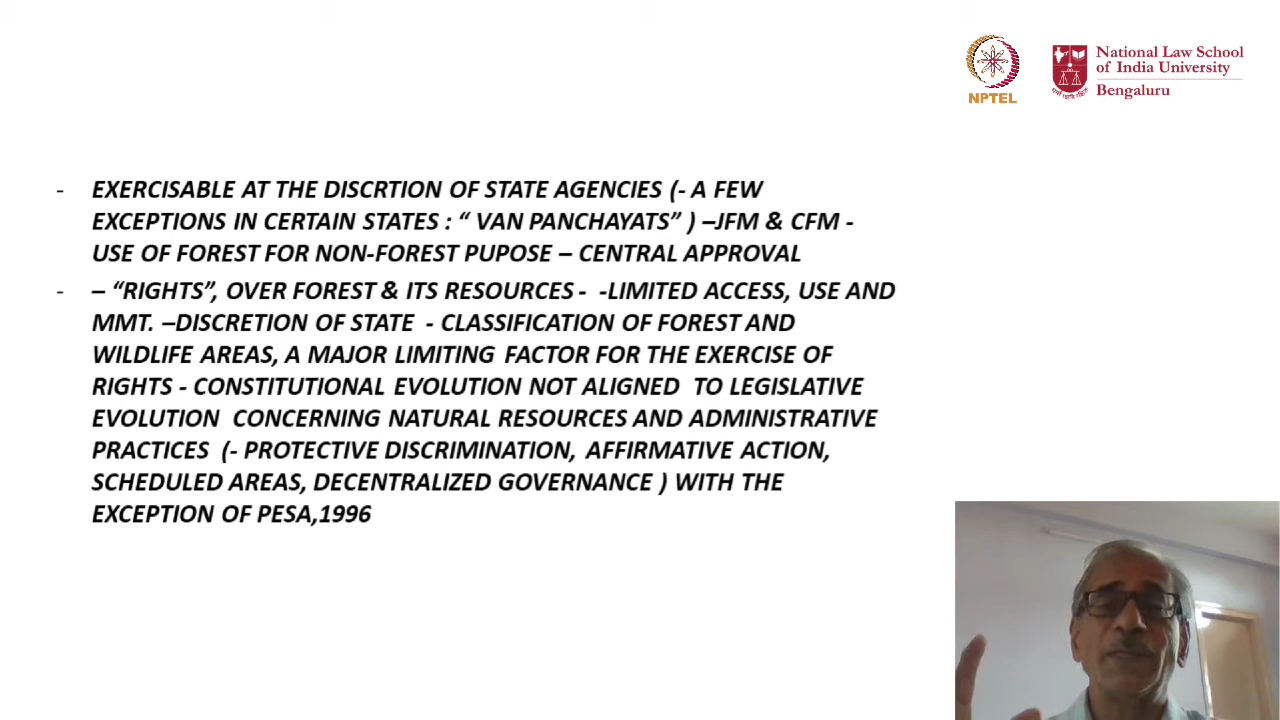 NPTEL
National Law School
of India University
Bengaluru
- EXERCISABLE AT THE DISCRTION OF STATE AGENCIES (- A FEW
EXCEPTIONS IN CERTAIN STATES : “ VAN PANCHAYATS” ) –JFM & CFM -
USE OF FOREST FOR NON-FOREST PUPOSE – CENTRAL APPROVAL
- – “RIGHTS”, OVER FOREST & ITS RESOURCES - -LIMITED ACCESS, USE AND
MMT. –DISCRETION OF STATE - CLASSIFICATION OF FOREST AND
WILDLIFE AREAS, A MAJOR LIMITING FACTOR FOR THE EXERCISE OF
RIGHTS - CONSTITUTIONAL EVOLUTION NOT ALIGNED TO LEGISLATIVE
EVOLUTION CONCERNING NATURAL RESOURCES AND ADMINISTRATIVE
PRACTICES (- PROTECTIVE DISCRIMINATION, AFFIRMATIVE ACTION,
SCHEDULED AREAS, DECENTRALIZED GOVERNANCE ) WITH THE
EXCEPTION OF PESA,1996